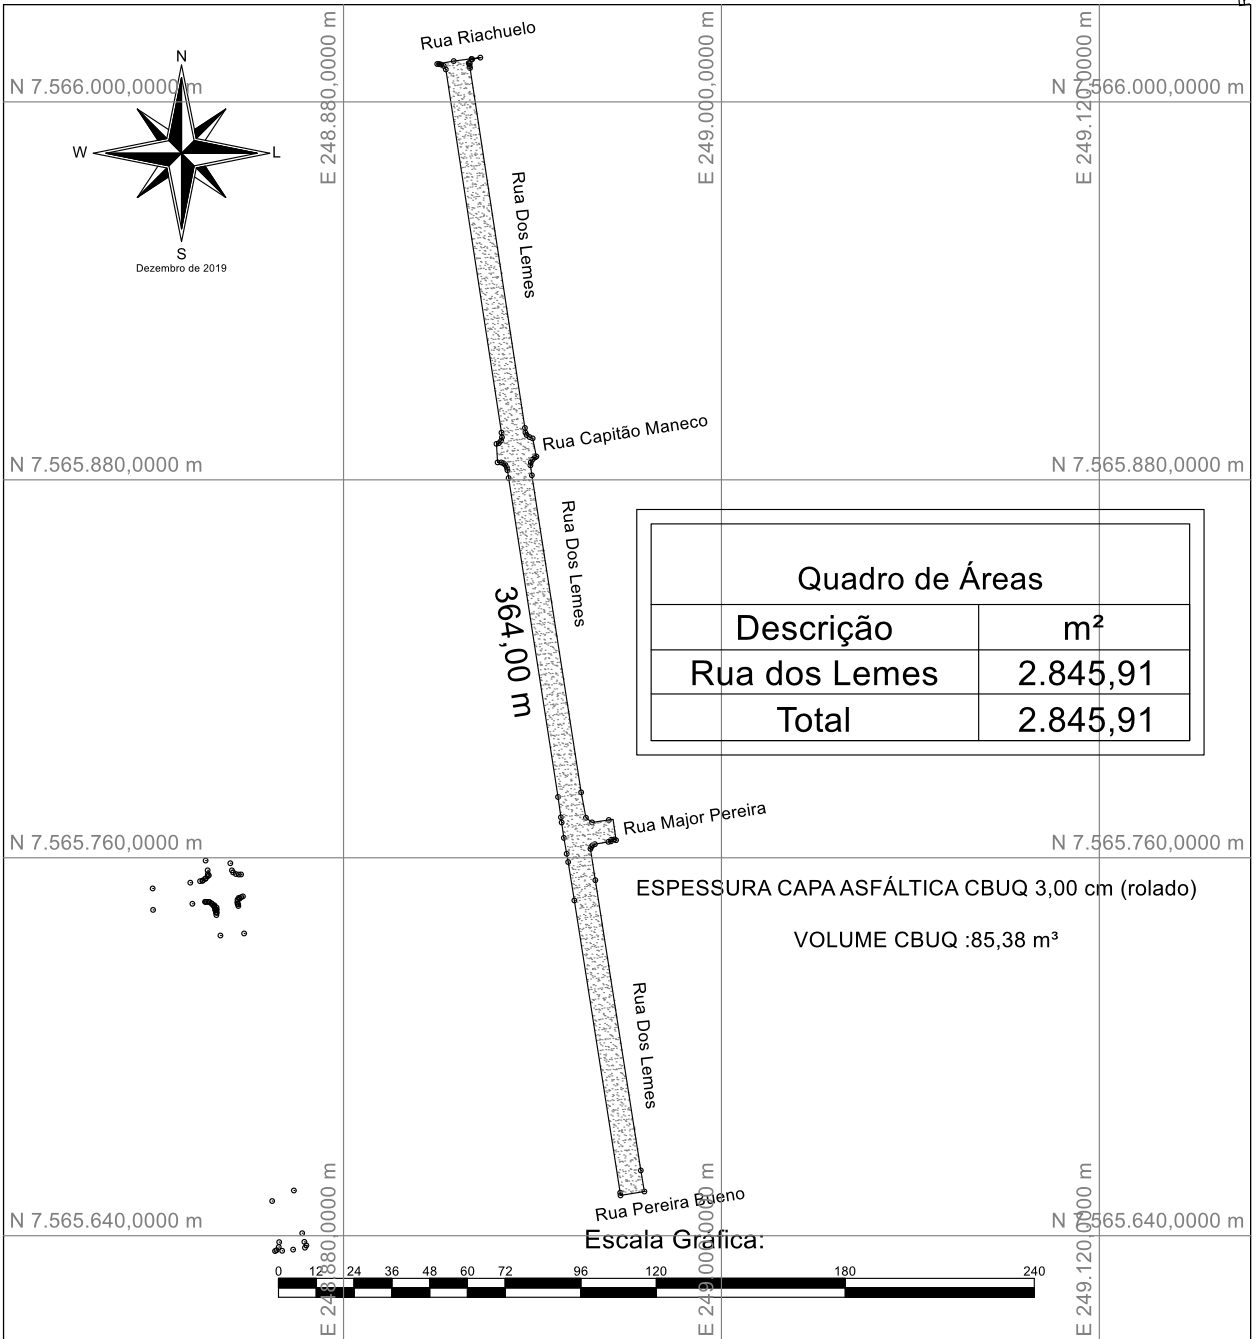 Rua Riachuelo
N
W
L
S
Dezembro de 2019
N 7.566.000,0000 m
N 7.566.000,0000 m
E 248.880,0000 m
E 249.000,0000 m
E 249.120,0000 m
Rua Dos Lemes
Rua Capitão Maneco
N 7.565.880,0000 m
N 7.565.880,0000 m
Rua Dos Lemes
364,00 m
Quadro de Áreas
Descrição m²
Rua dos Lemes 2.845,91
Total 2.845,91
Rua Major Pereira
N 7.565.760,0000 m
N 7.565.760,0000 m
ESPESSURA CAPA ASFÁLTICA CBUQ 3,00 cm (rolado)
VOLUME CBUQ :85,38 m³
Rua Dos Lemes
Rua Pereira Bueno
N 7.565.640,0000 m
N 7.565.640,0000 m
E 248.880,0000 m
E 249.000,0000 m
E 249.120,0000 m
Escala Gráfica:
0 12 24 36 48 60 72 96 120 180 240